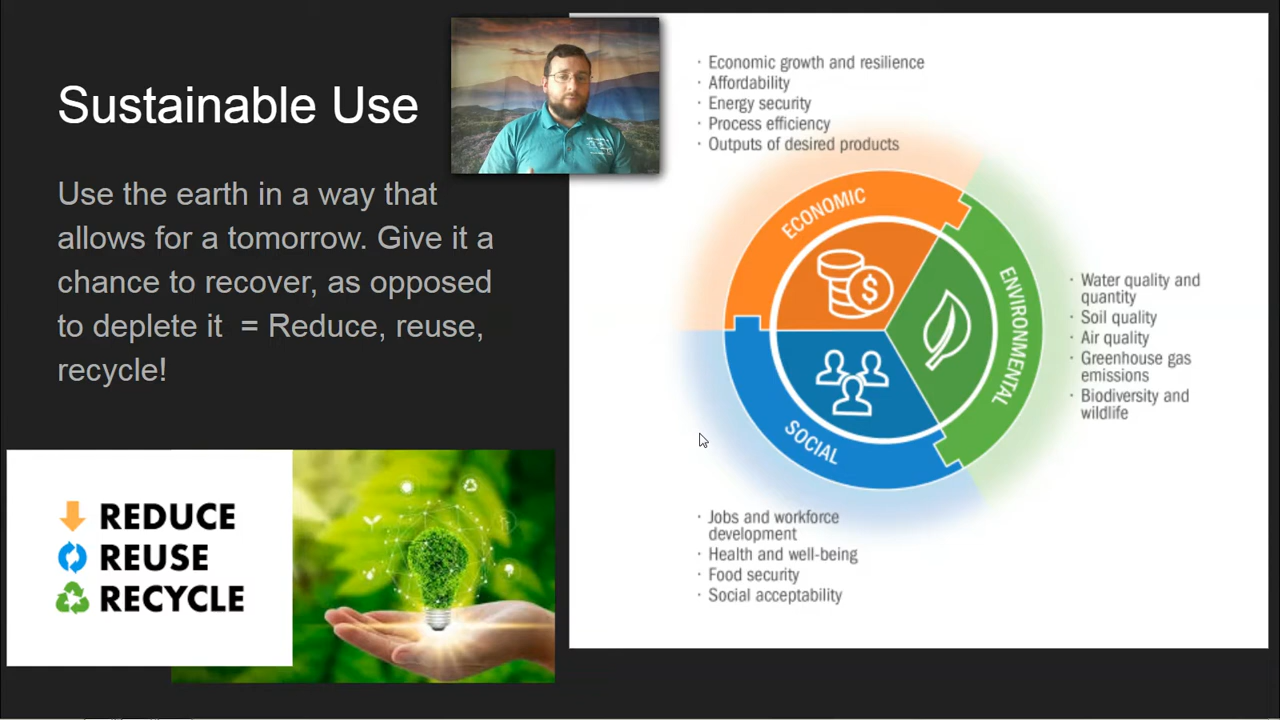 Sustainable Use
Use the earth in a way that
allows for a tomorrow. Give it a
chance to recover, as opposed
to deplete it = Reduce, reuse,
recycle!
REDUCE
REUSE
RECYCLE
· Economic growth and resilience
· Affordability
· Energy security
· Process efficiency
· Outputs of desired products
ECONOMIC
ENVIRONMENTAL
SOCIAL
· Water quality and
quantity
· Soil quality
· Air quality
· Greenhouse gas
emissions
· Biodiversity and
wildlife
· Jobs and workforce
development
· Health and well-being
· Food security
· Social acceptability